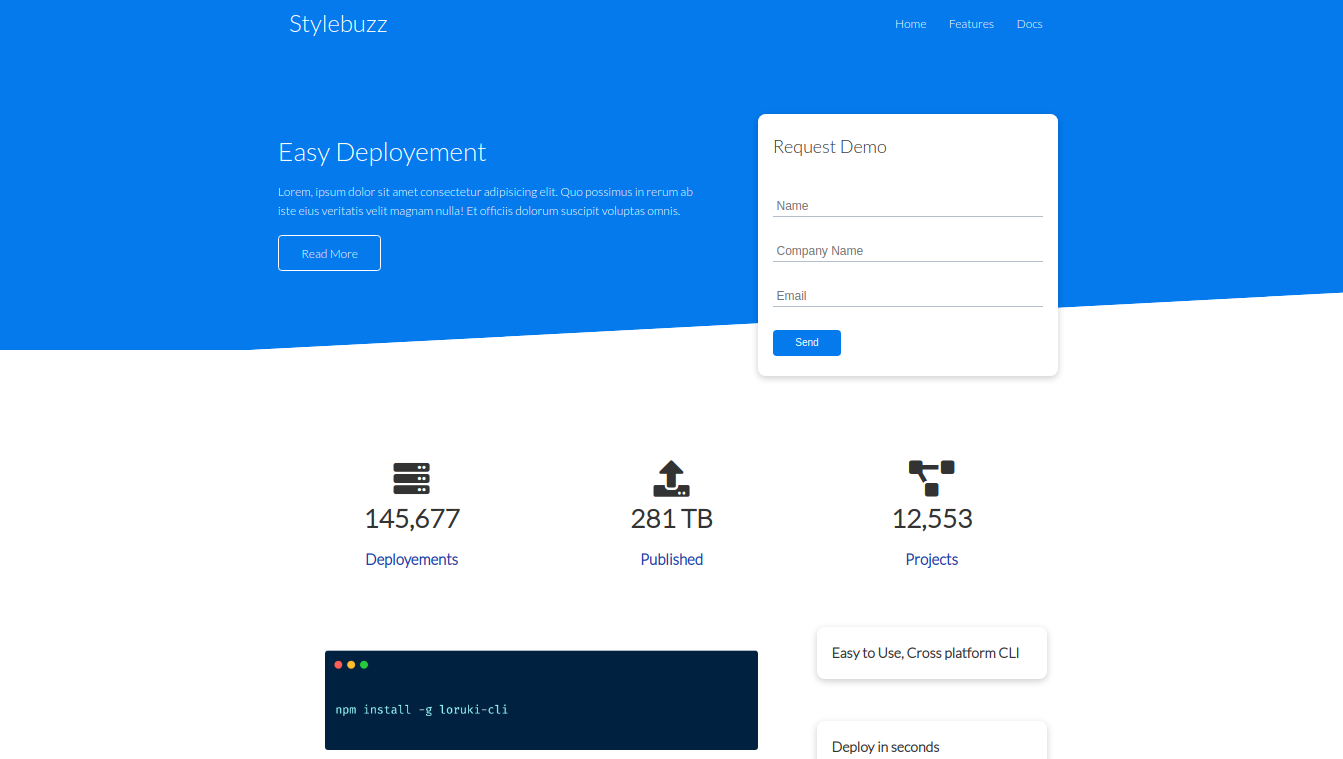 Stylebuzz
Home Features Docs
Easy Deployement
Lorem, ipsum dolor sit amet consectetur adipisicing elit. Quo possimus in rerum ab
iste eius veritatis velit magnam nulla! Et officiis dolorum suscipit voluptas omnis.
Read More
Request Demo
Name
Company Name
Email
Send
145,677
Deployements
281 TB
Published
12,553
Projects
npm install -g loruki-cli
Easy to Use, Cross platform CLI
Deploy in seconds